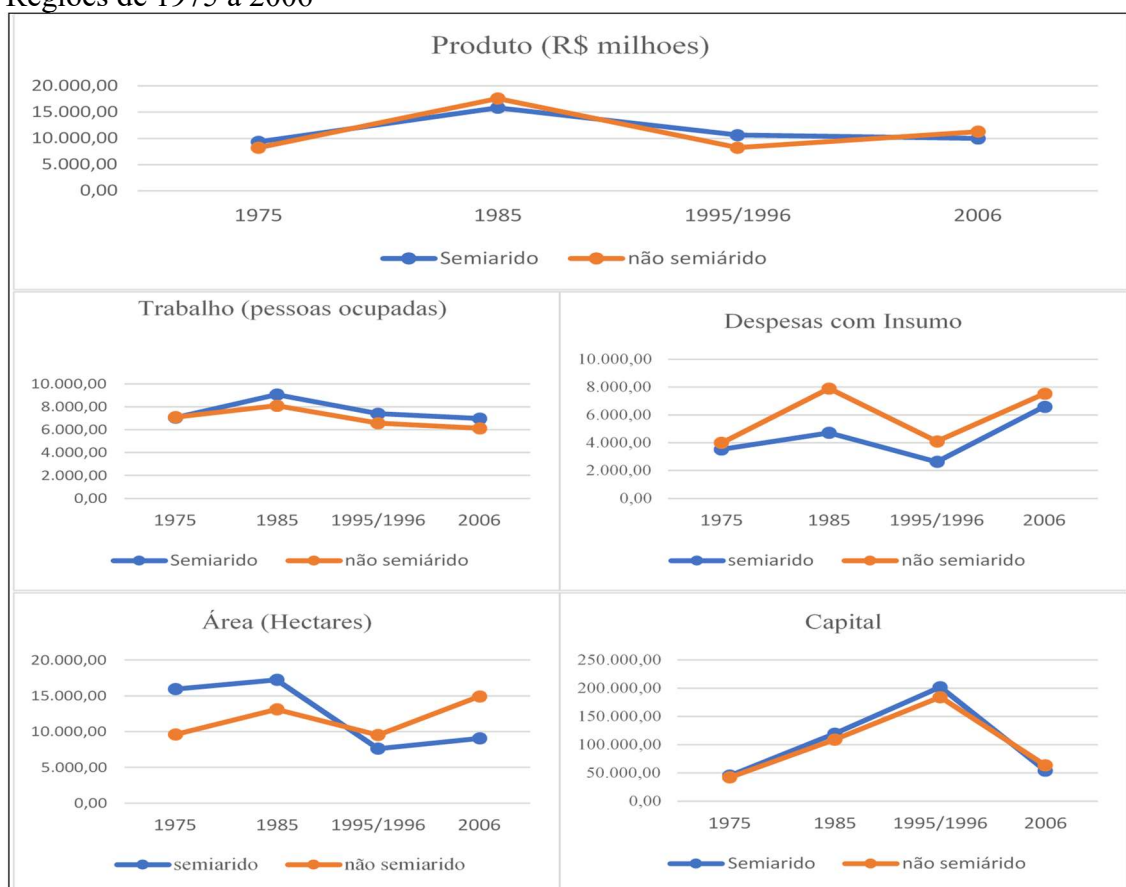 Regiões de 1975 a 2006
Produto (R$ milhoes)
20.000,00
15.000,00
10.000,00
5.000,00
0,00
1975 1985 1995/1996 2006
Semiarido não semiárido
Trabalho (pessoas ocupadas)
10.000,00
8.000,00
6.000,00
4.000,00
2.000,00
0,00
1975 1985 1995/1996 2006
Semiarido não semiárido
Despesas com Insumo
10.000,00
8.000,00
6.000,00
4.000,00
2.000,00
0,00
1975 1985 1995/1996 2006
semiarido não semiárido
Área (Hectares)
20.000,00
15.000,00
10.000,00
5.000,00
0,00
1975 1985 1995/1996 2006
semiarido não semiarido
Capital
250.000,00
200.000,00
150.000,00
100.000,00
50.000,00
0,00
1975 1985 1995/1996 2006
Semiarido não semiárido